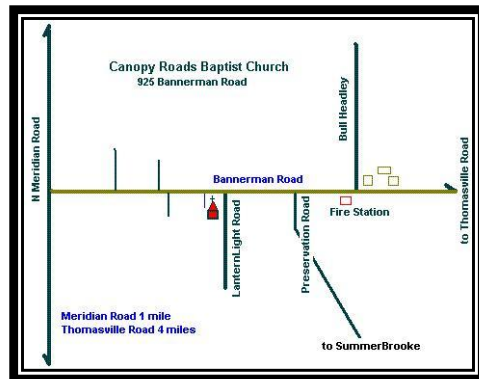 Canopy Roads Baptist Church
925 Bannerman Road
N Meridian Road
Bull Headley
Bannerman Road
to Thomasville Road
LanternLight Road
Preservation Road
Fire Station
Meridian Road 1 mile
Thomasville Road 4 miles
to SummerBrooke